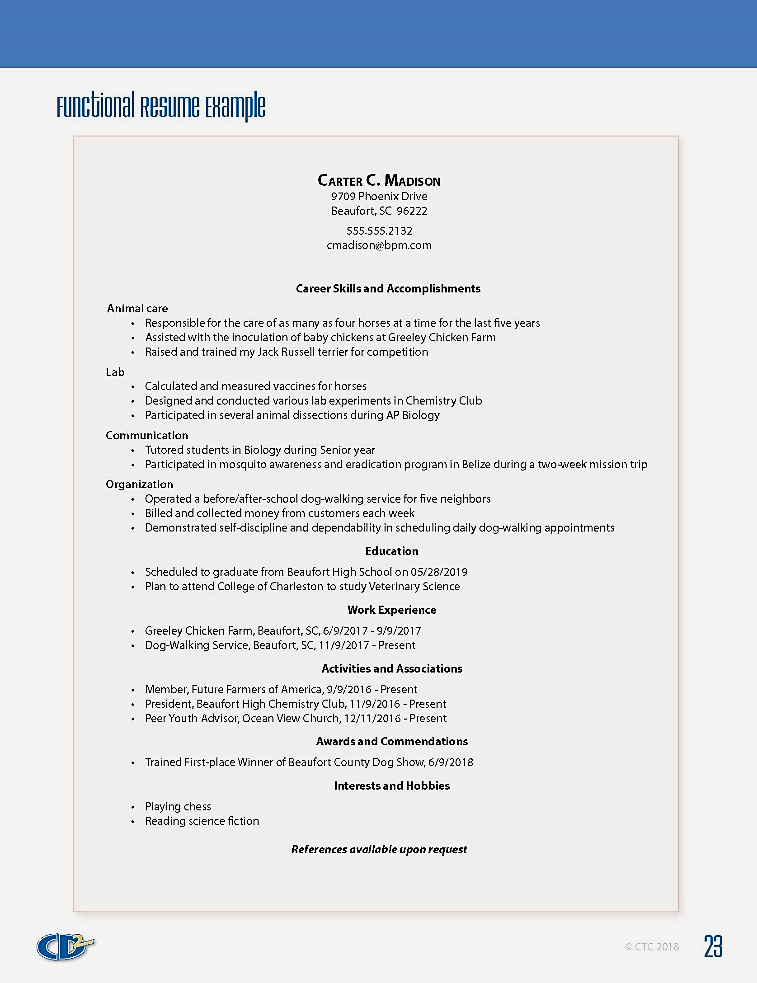 Functional Resume Example
Carter C. Madison
9709 Phoenix Drive
Beaufort, SC 96222
555.555.2132
cmadison@bpm.com
Career Skills and Accomplishments
Animal care
• Responsible for the care of as many as four horses at a time for the last five years
• Assisted with the inoculation of baby chickens at Greeley Chicken Farm
• Raised and trained my Jack Russell terrier for competition
Lab
• Calculated and measured vaccines for horses
• Designed and conducted various lab experiments in Chemistry Club
• Participated in several animal dissections during AP Biology
Communication
• Tutored students in Biology during Senior year
• Participated in mosquito awareness and eradication program in Belize during a two-week mission trip
Organization
• Operated a before/after-school dog-walking service for five neighbors
• Billed and collected money from customers each week
• Demonstrated self-discipline and dependability in scheduling daily dog-walking appointments
Education
• Scheduled to graduate from Beaufort High School on 05/28/2019
• Plan to attend College of Charleston to study Veterinary Science
Work Experience
• Greeley Chicken Farm, Beaufort, SC, 6/9/2017 - 9/9/2017
• Dog-Walking Service, Beaufort, SC, 11/9/2017 - Present
Activities and Associations
• Member, Future Farmers of America, 9/9/2016 - Present
• President, Beaufort High Chemistry Club, 11/9/2016 - Present
• Peer Youth Advisor, Ocean View Church, 12/11/2016 - Present
Awards and Commendations
• Trained First-place Winner of Beaufort County Dog Show, 6/9/2018
Interests and Hobbies
• Playing chess
• Reading science fiction
References available upon request
CD2
© CTC 2018
23